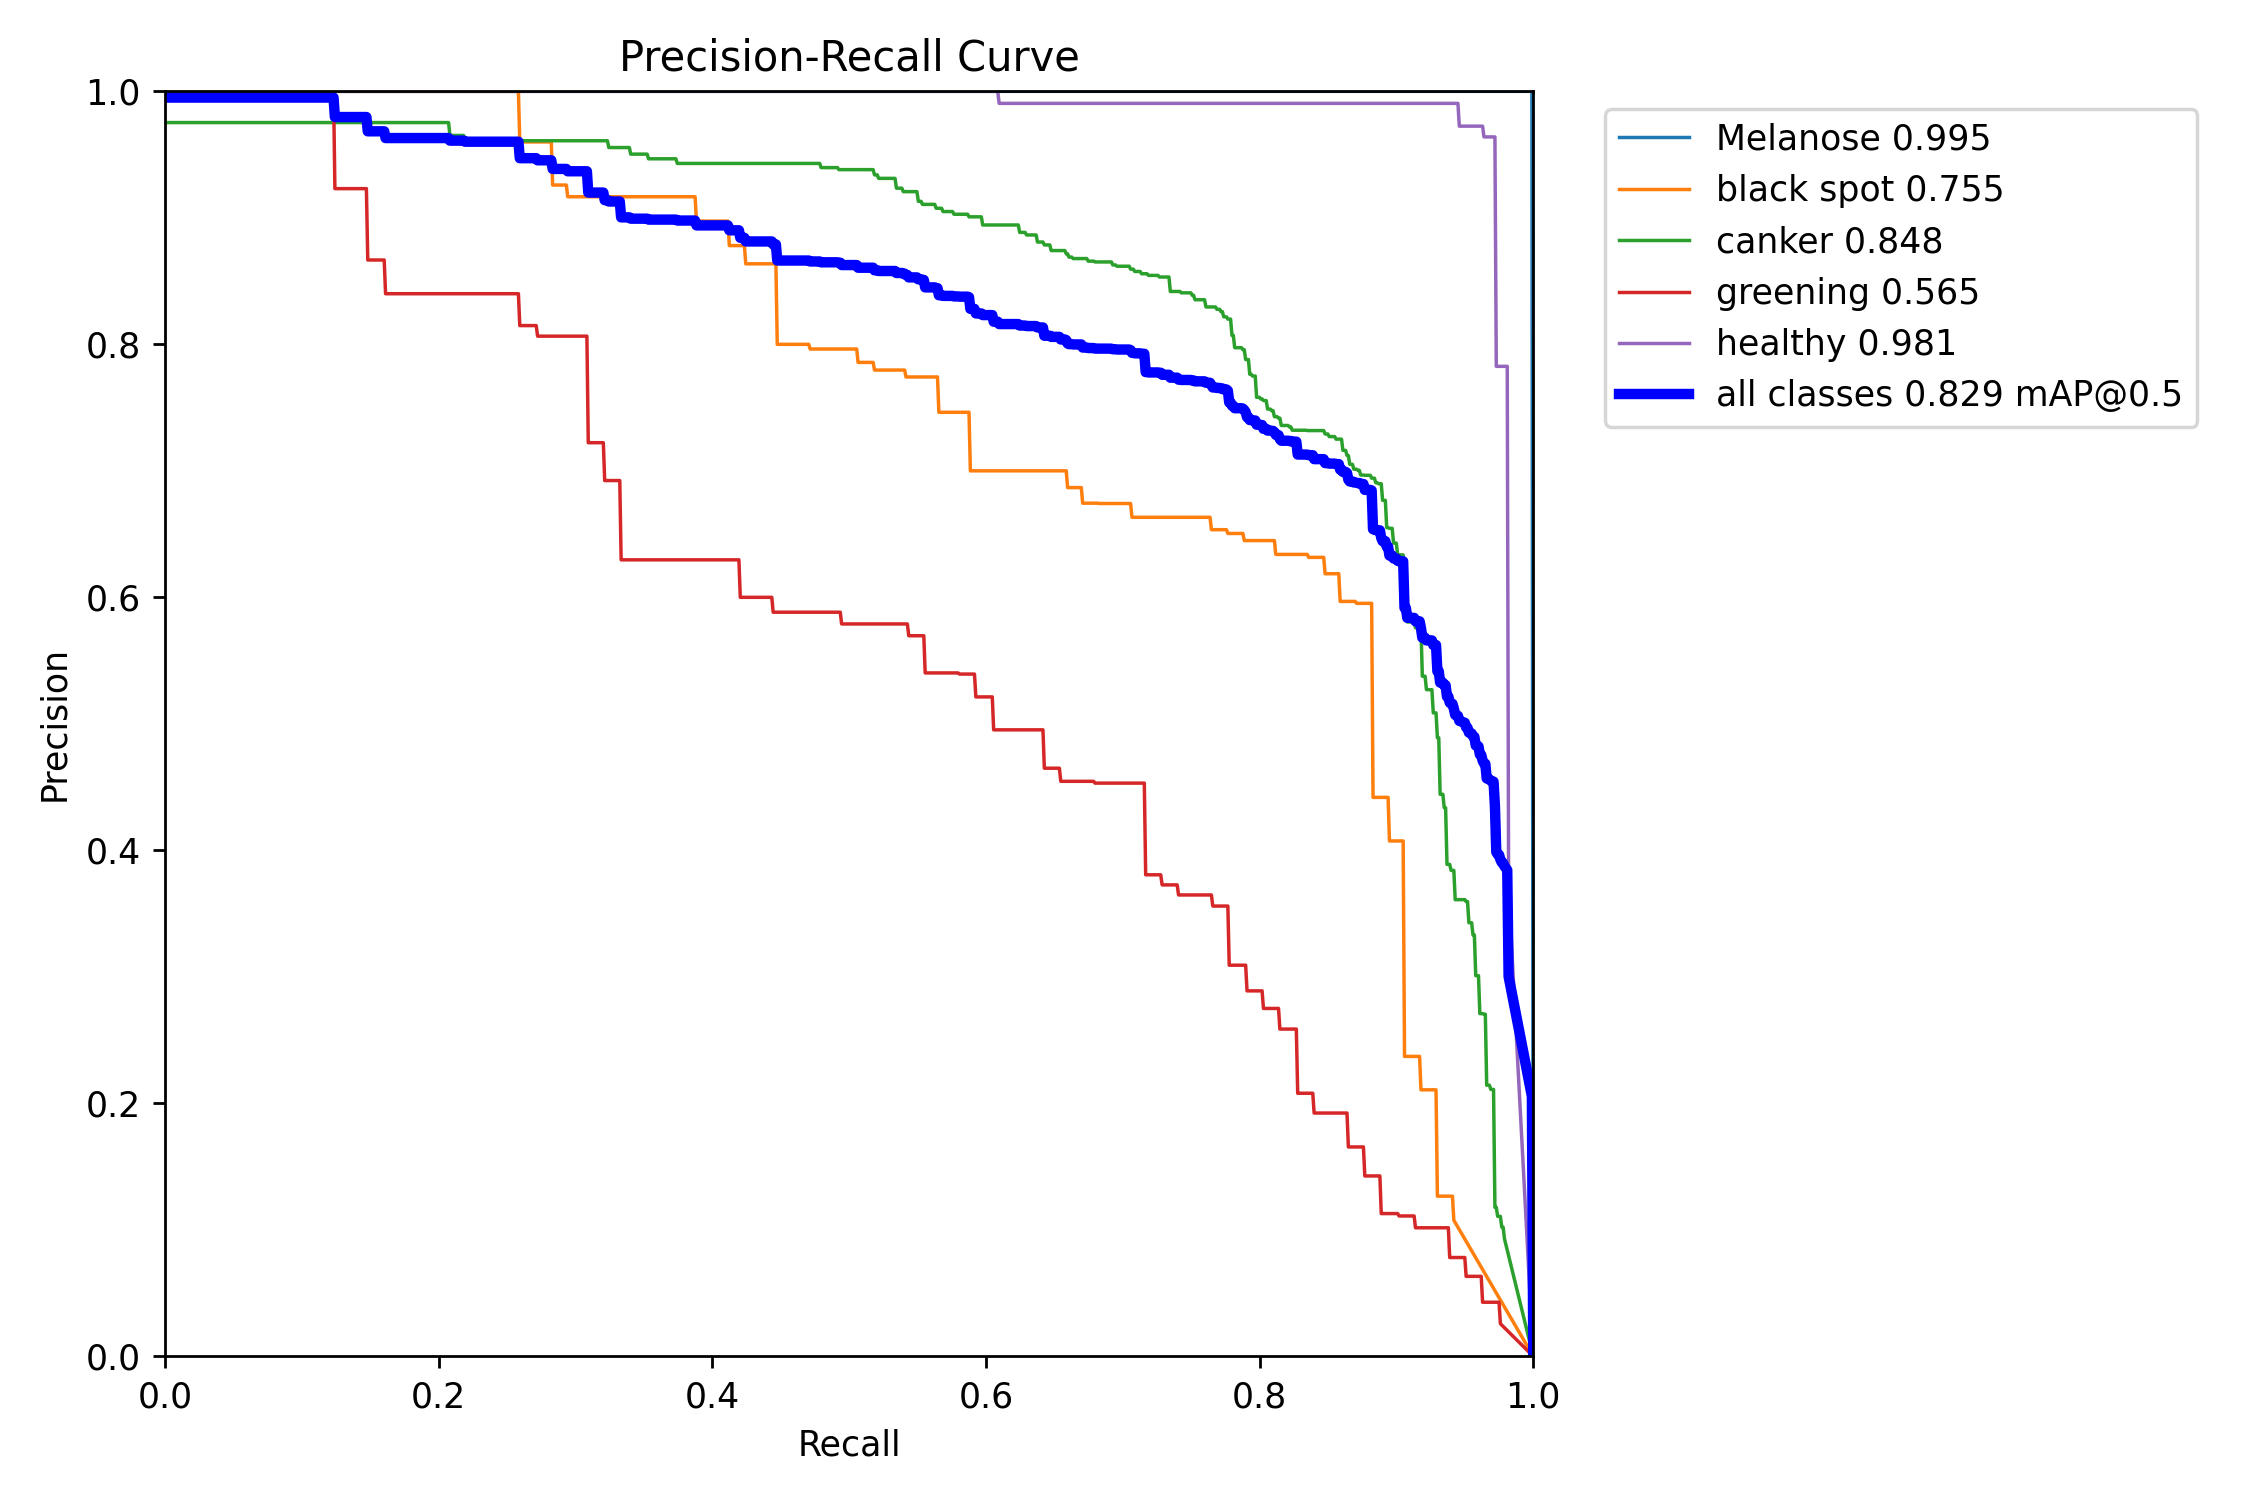 Precision-Recall Curve
1.0
0.8
0.6
0.4
0.2
0.0
Precision
0.0 0.2 0.4 0.6 0.8 1.0
Recall
Melanose 0.995
black spot 0.755
canker 0.848
greening 0.565
healthy 0.981
all classes 0.829 mAP@0.5